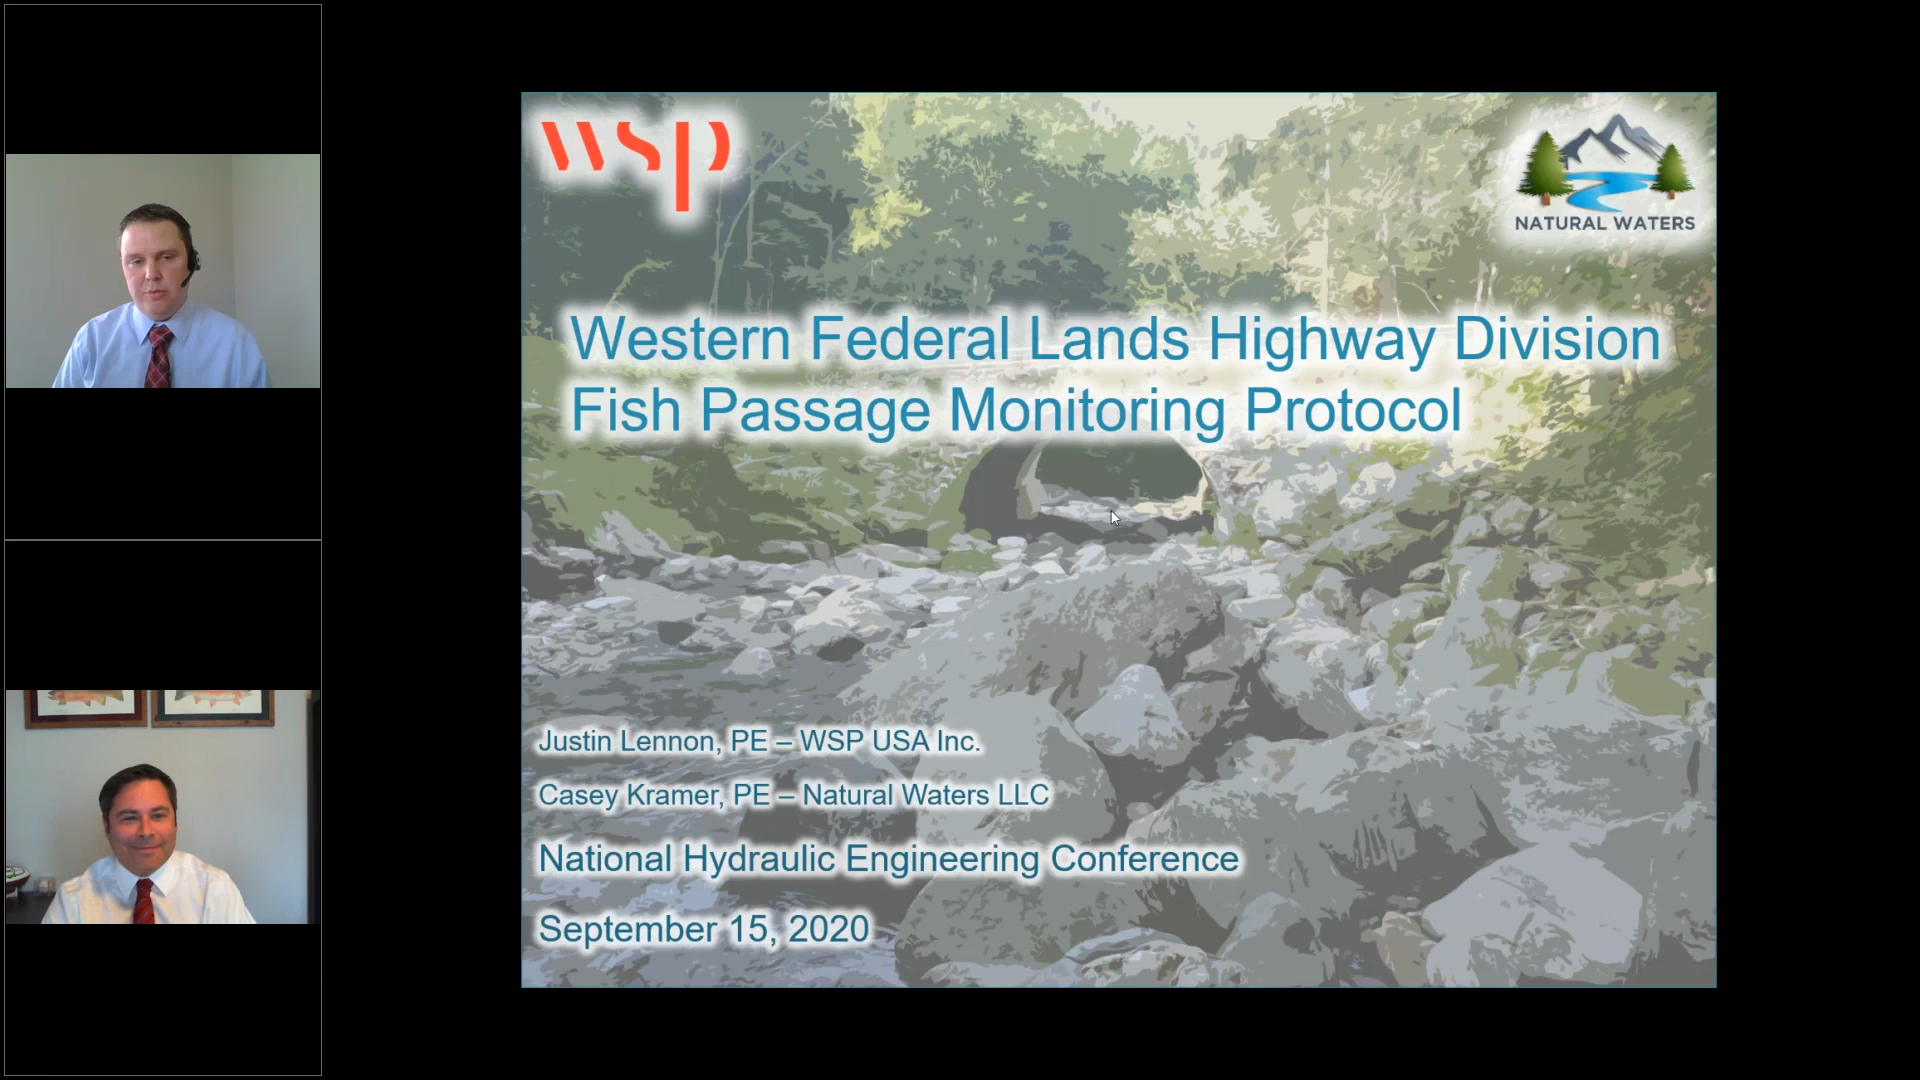 wsp
NATURAL WATERS
Western Federal Lands Highway Division
Fish Passage Monitoring Protocol
Justin Lennon, PE – WSP USA Inc.
Casey Kramer, PE – Natural Waters LLC
National Hydraulic Engineering Conference
September 15, 2020